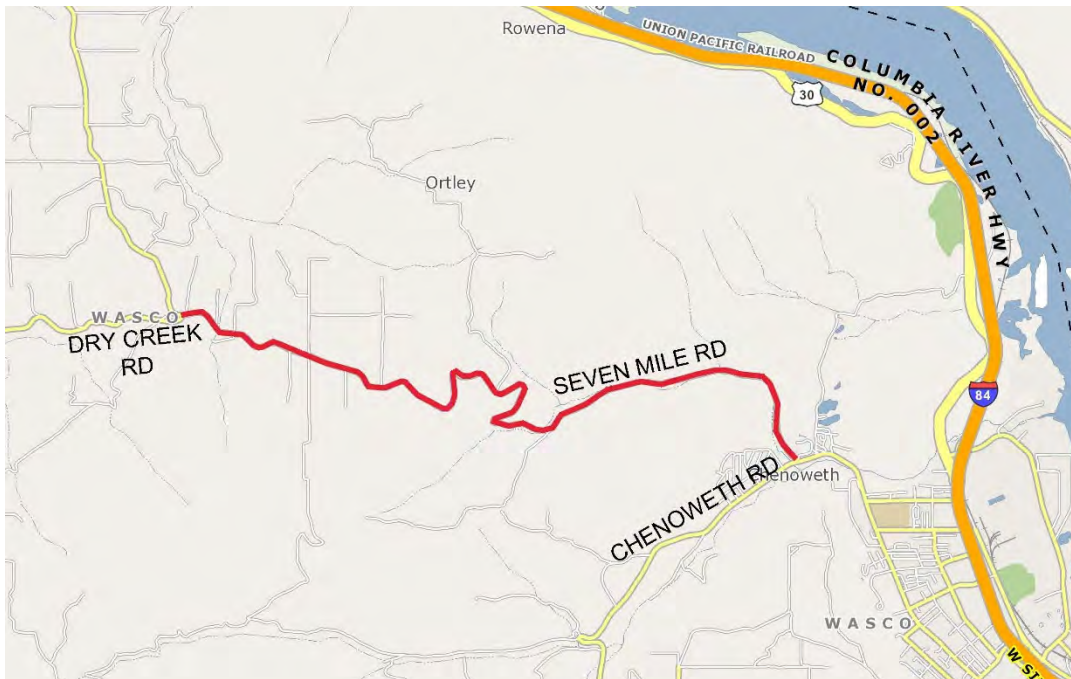 Rowena
UNION PACIFIC RAILROAD
COLUMBIA RIVER HWY
NO. 002
30
Ortley
WASCO
DRY CREEK
RD
SEVEN MILE RD
84
CHENOWETH RD
Chenoweth
WASCO